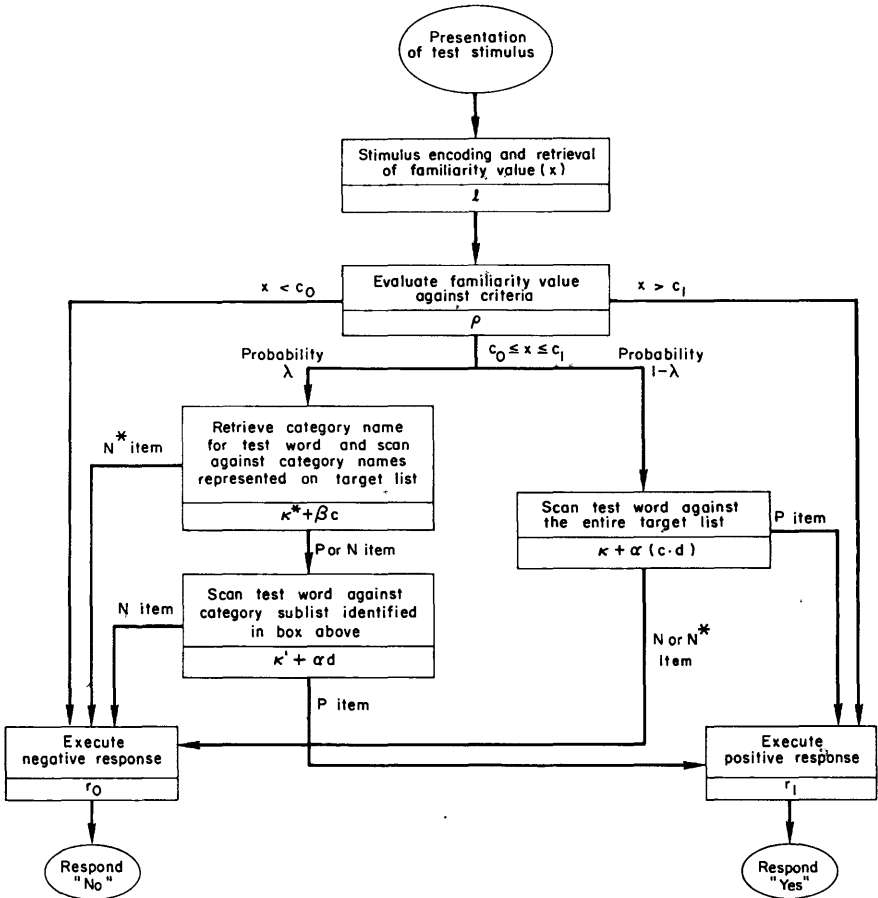 Presentation
of test stimulus
Stimulus encoding and retrieval
of familiarity value (x)
l
Evaluate familiarity value
against criteria
ρ
x < c0
x > c1
c0 ≤ x ≤ c1
Probability
λ
Probability
1-λ
Retrieve category name
for test word and scan
against category names
represented on target list
κ* + βc
N* item
P or N item
Scan test word against
the entire target list
κ + α (c·d)
P item
Scan test word against
category sublist identified
in box above
κ' + αd
N item
N or N*
Item
P item
Execute
negative response
r0
Execute
positive response
r1
Respond
"No"
Respond
"Yes"